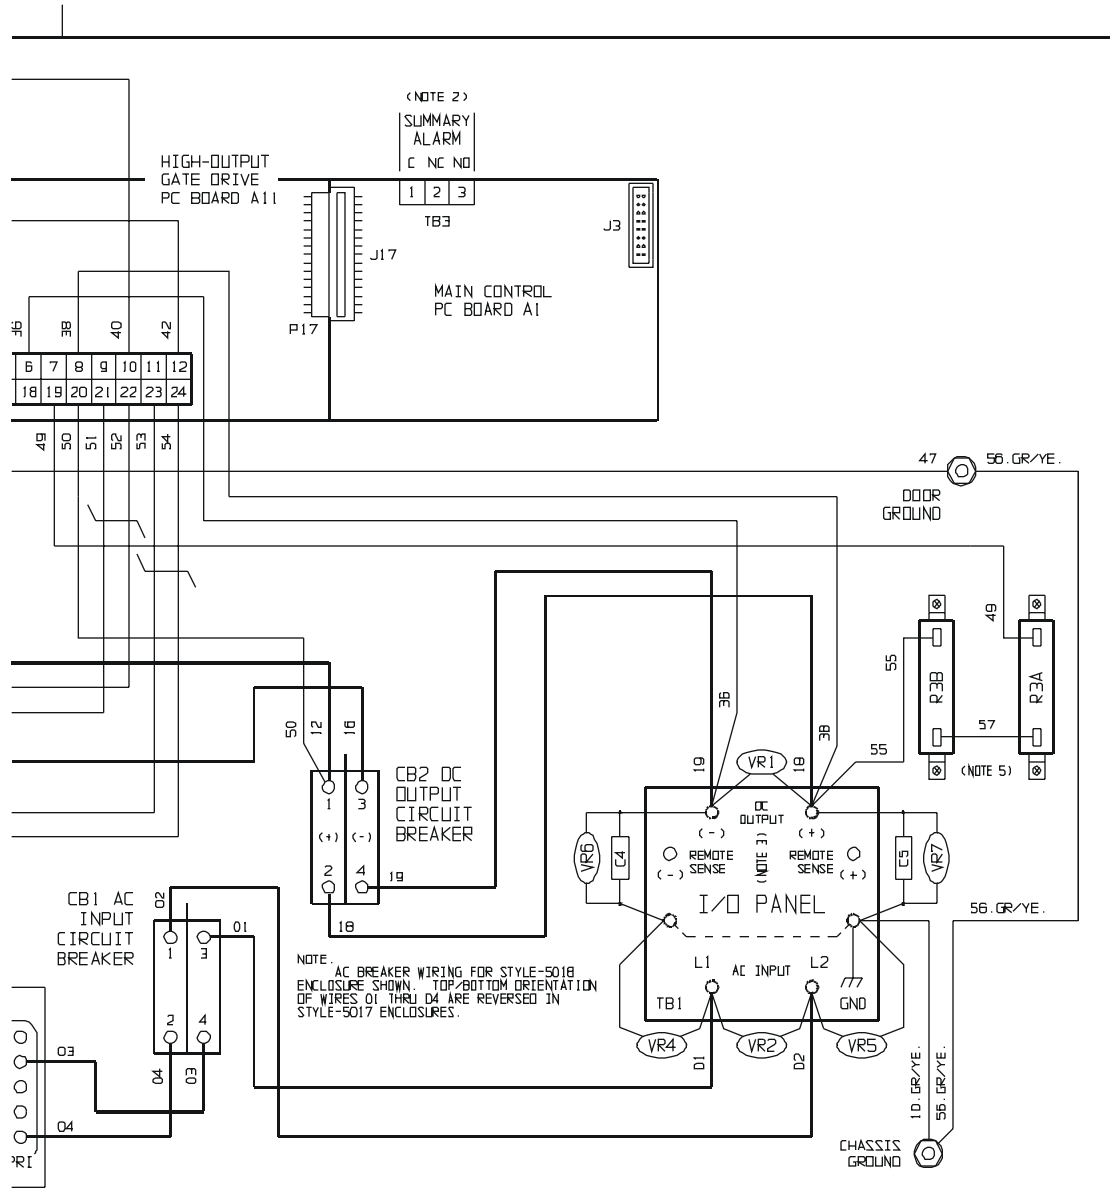 (NOTE 2)
SUMMARY
ALARM
C NC NO
1 2 3
TB3
HIGH-OUTPUT
GATE DRIVE
PC BOARD A11
J3
J17
MAIN CONTROL
PC BOARD A1
P17
36 38 40 42
6 7 8 9 10 11 12
18 19 20 21 22 23 24
49 50 51 52 53 54
47
56.GR/YE.
DOOR
GROUND
49
55
R3B
R3A
57
55
(NOTE 5)
36
38
50 12 16
19
VR1
18
CB2 DC
OUTPUT
CIRCUIT
BREAKER
1 3
(+) (-)
2 4
19
18
DC
OUTPUT
(NOTE 3)
(-) (+)
REMOTE
SENSE
REMOTE
SENSE
(-) (+)
VR6
C4
C5
VR7
I/O PANEL
56.GR/YE.
CB1 AC
INPUT
CIRCUIT
BREAKER
02
01
1 3
2 4
NOTE.
AC BREAKER WIRING FOR STYLE-5018
ENCLOSURE SHOWN. TOP/BOTTOM ORIENTATION
OF WIRES 01 THRU 04 ARE REVERSED IN
STYLE-5017 ENCLOSURES.
L1 AC INPUT L2
TB1
GND
VR4 VR2 VR5
01
02
03
04
04 03
PRI
10.GR/YE.
56.GR/YE.
CHASSIS
GROUND